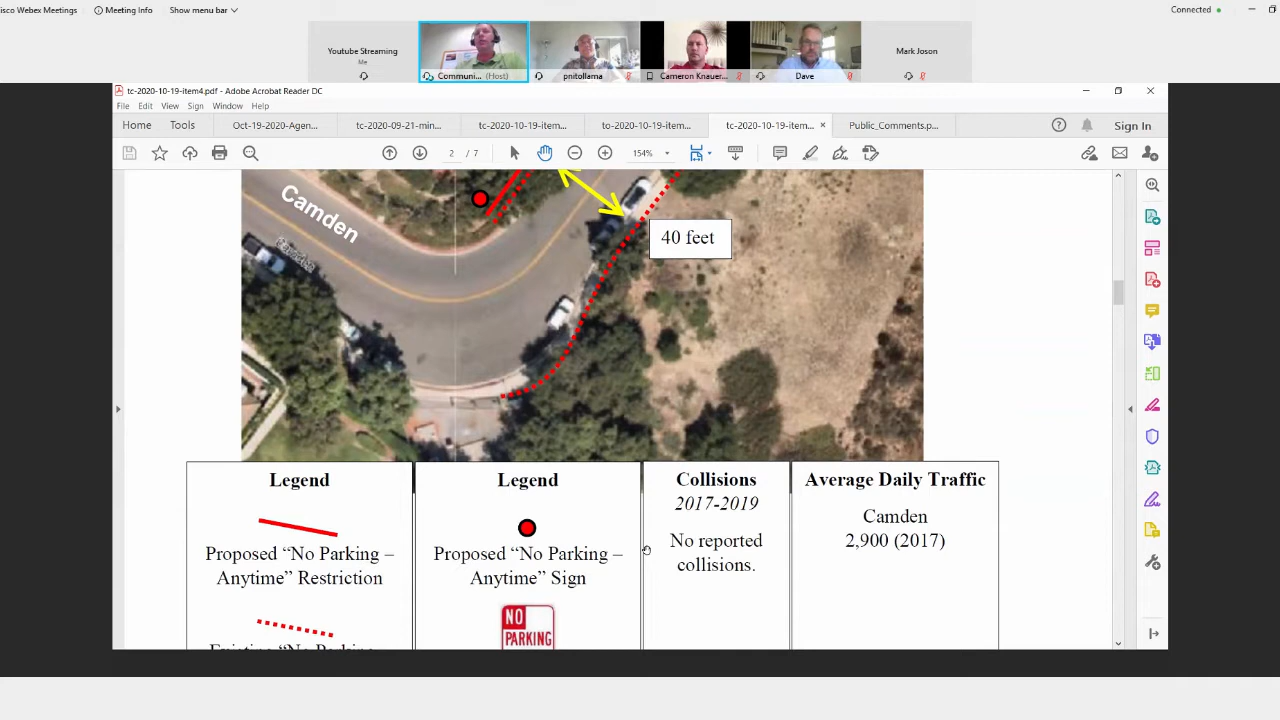 isco Webex Meetings
Meeting Info
Show menu bar
Connected
Youtube Streaming
Me
Communi... (Host)
pnitollama
Cameron Knauer...
Dave
Mark Joson
tc-2020-10-19-item4.pdf - Adobe Acrobat Reader DC
File Edit View Sign Window Help
Home Tools Oct-19-2020-Agen... tc-2020-09-21-min... tc-2020-10-19-item... to-2020-10-19-item... tc-2020-10-19-item... × Public_Comments.p... Sign In
2 / 7 154%
Camden
40 feet
Legend
Proposed “No Parking –
Anytime” Restriction
Existing “No Parking
Legend
Proposed “No Parking –
Anytime” Sign
NO
PARKING
Collisions
2017-2019
No reported
collisions.
Average Daily Traffic
Camden
2,900 (2017)